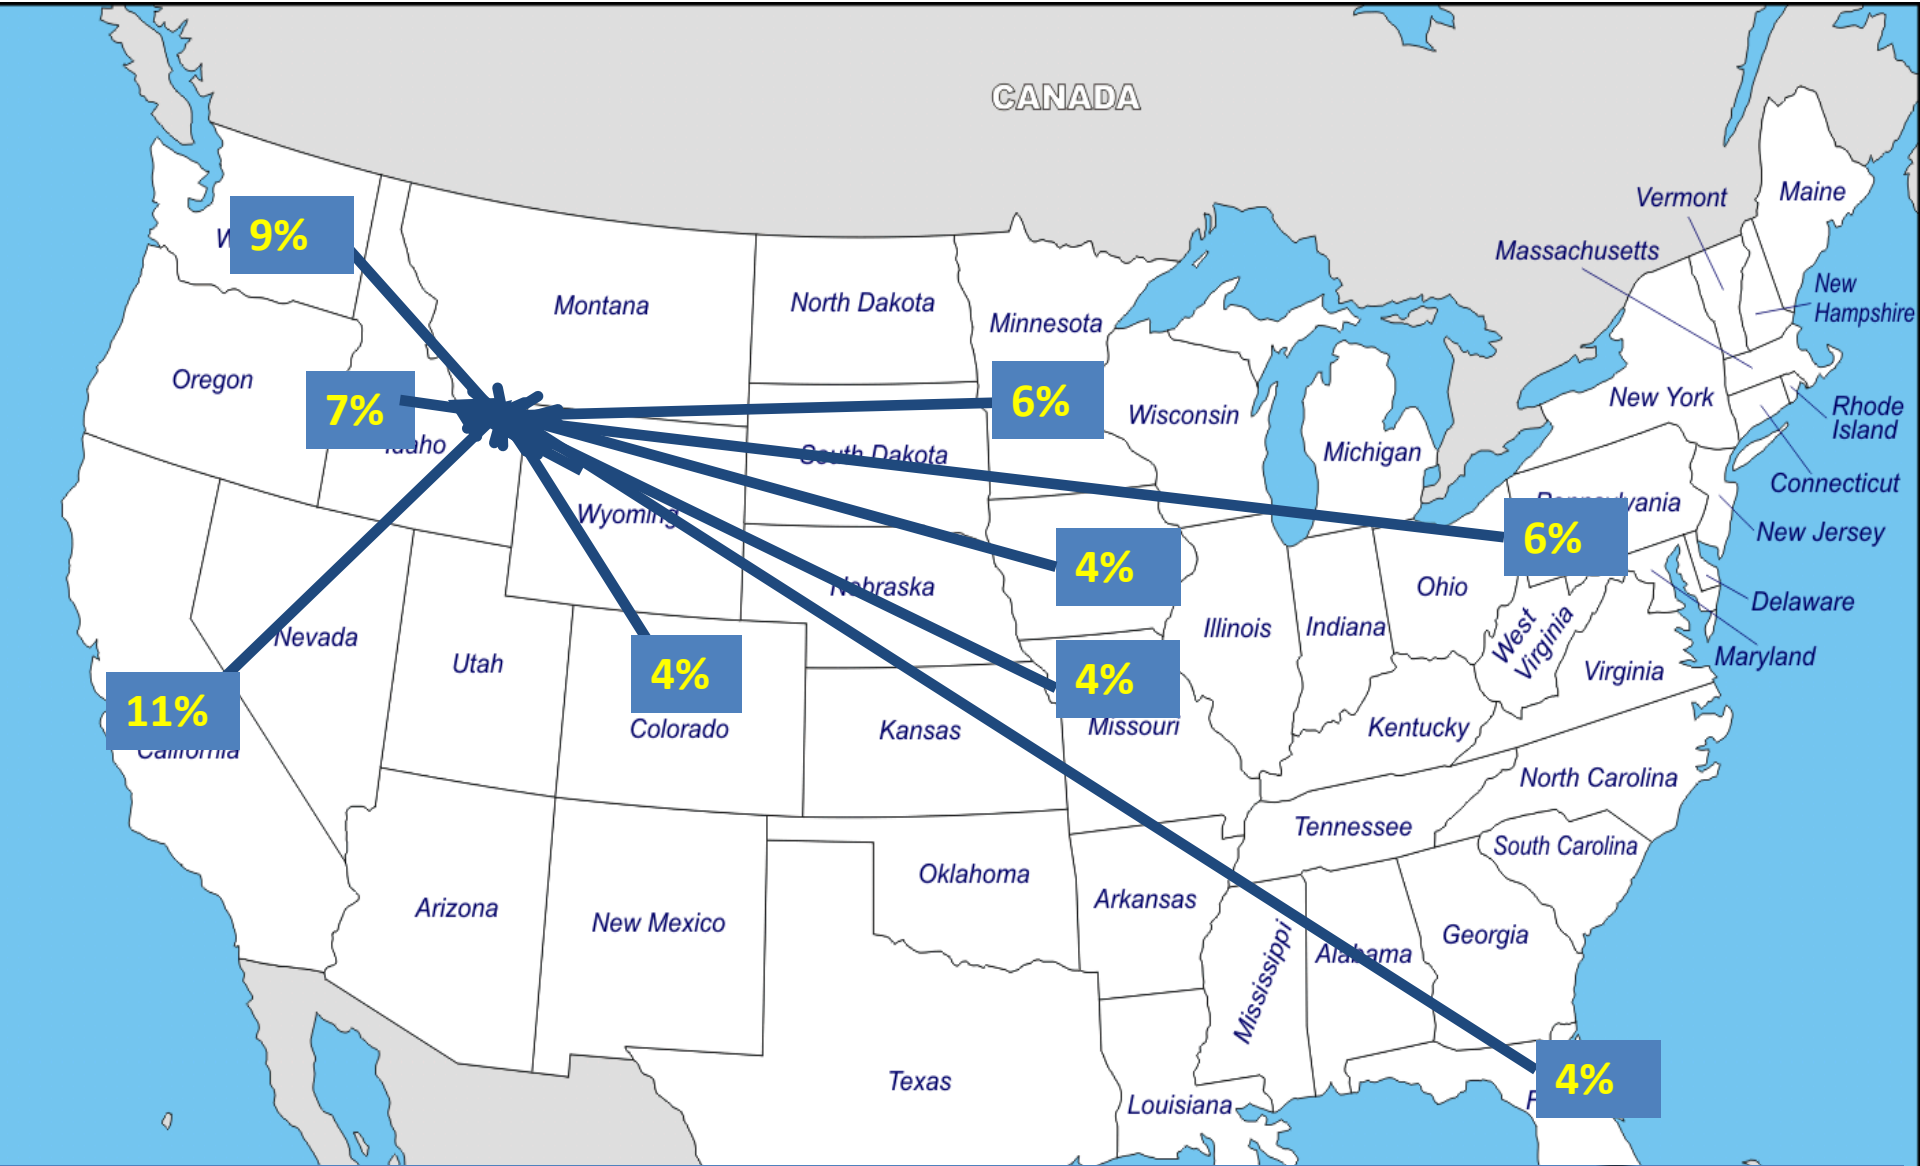 CANADA
Vermont
Maine
Massachusetts
New
Hampshire
9%
Montana
North Dakota
Minnesota
Oregon
7%
6%
Wisconsin
New York
Rhode
Island
Idaho
South Dakota
Michigan
Connecticut
Wyoming
Pennsylvania
New Jersey
6%
4%
Nebraska
Ohio
Delaware
Nevada
Illinois
Indiana
West
Virginia
Utah
4%
4%
Virginia
Maryland
11%
California
Colorado
Kansas
Missouri
Kentucky
North Carolina
Tennessee
South Carolina
Oklahoma
Arizona
New Mexico
Arkansas
Mississippi
Alabama
Georgia
Texas
Louisiana
4%